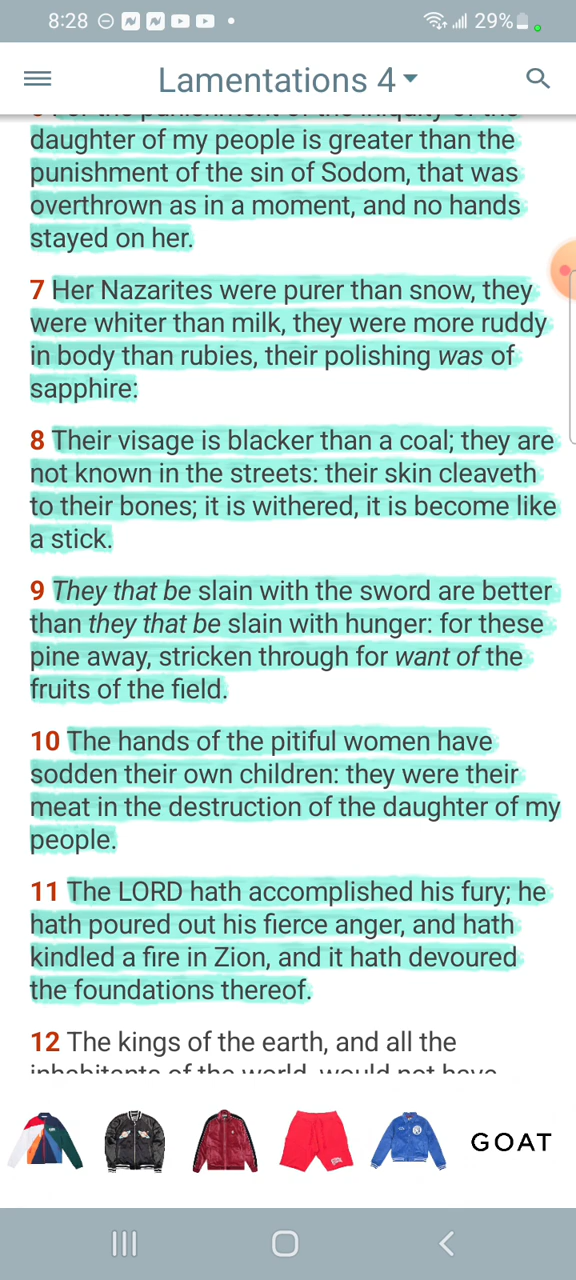 8:28 29%
Lamentations 4
daughter of my people is greater than the
punishment of the sin of Sodom, that was
overthrown as in a moment, and no hands
stayed on her.
7 Her Nazarites were purer than snow, they
were whiter than milk, they were more ruddy
in body than rubies, their polishing was of
sapphire:
8 Their visage is blacker than a coal; they are
not known in the streets: their skin cleaveth
to their bones; it is withered, it is become like
a stick.
9 They that be slain with the sword are better
than they that be slain with hunger: for these
pine away, stricken through for want of the
fruits of the field.
10 The hands of the pitiful women have
sodden their own children: they were their
meat in the destruction of the daughter of my
people.
11 The LORD hath accomplished his fury; he
hath poured out his fierce anger, and hath
kindled a fire in Zion, and it hath devoured
the foundations thereof.
12 The kings of the earth, and all the
inhabitants of the world, would not have
GOAT